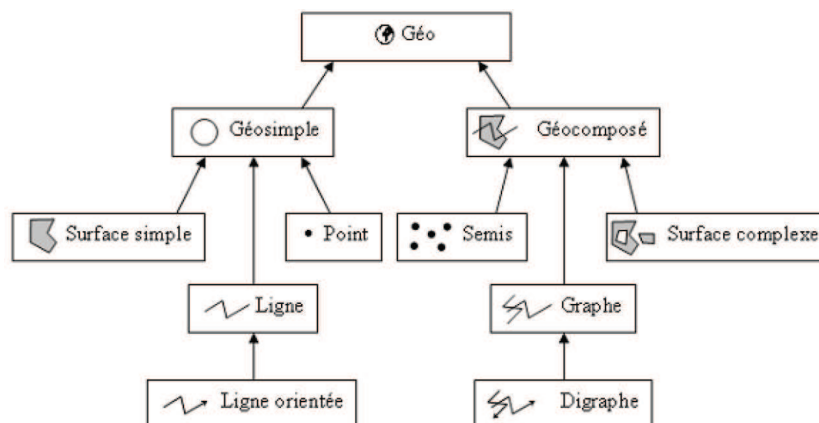 Géo
Géosimple
Géocomposé
Surface simple
Point
Semis
Surface complexe
Ligne
Graphe
Ligne orientée
Digraphe